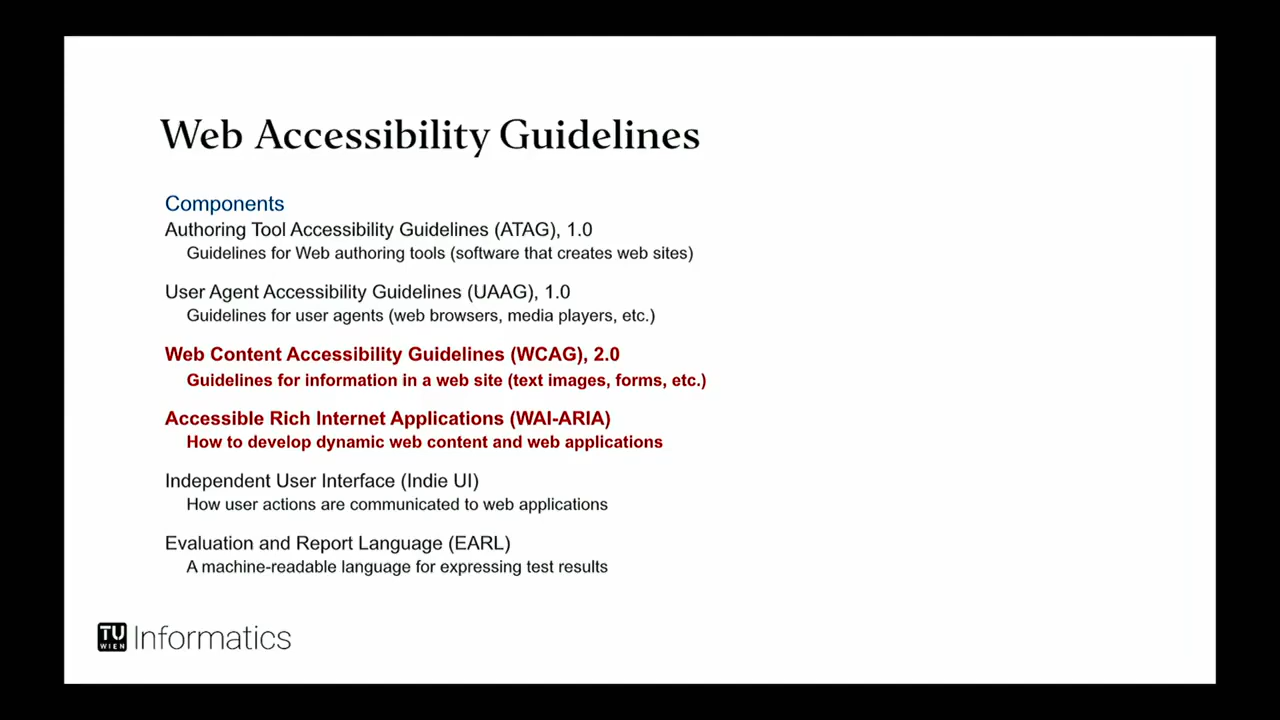 Web Accessibility Guidelines
Components
Authoring Tool Accessibility Guidelines (ATAG), 1.0
Guidelines for Web authoring tools (software that creates web sites)
User Agent Accessibility Guidelines (UAAG), 1.0
Guidelines for user agents (web browsers, media players, etc.)
Web Content Accessibility Guidelines (WCAG), 2.0
Guidelines for information in a web site (text images, forms, etc.)
Accessible Rich Internet Applications (WAI-ARIA)
How to develop dynamic web content and web applications
Independent User Interface (Indie UI)
How user actions are communicated to web applications
Evaluation and Report Language (EARL)
A machine-readable language for expressing test results
TU
WIEN
Informatics